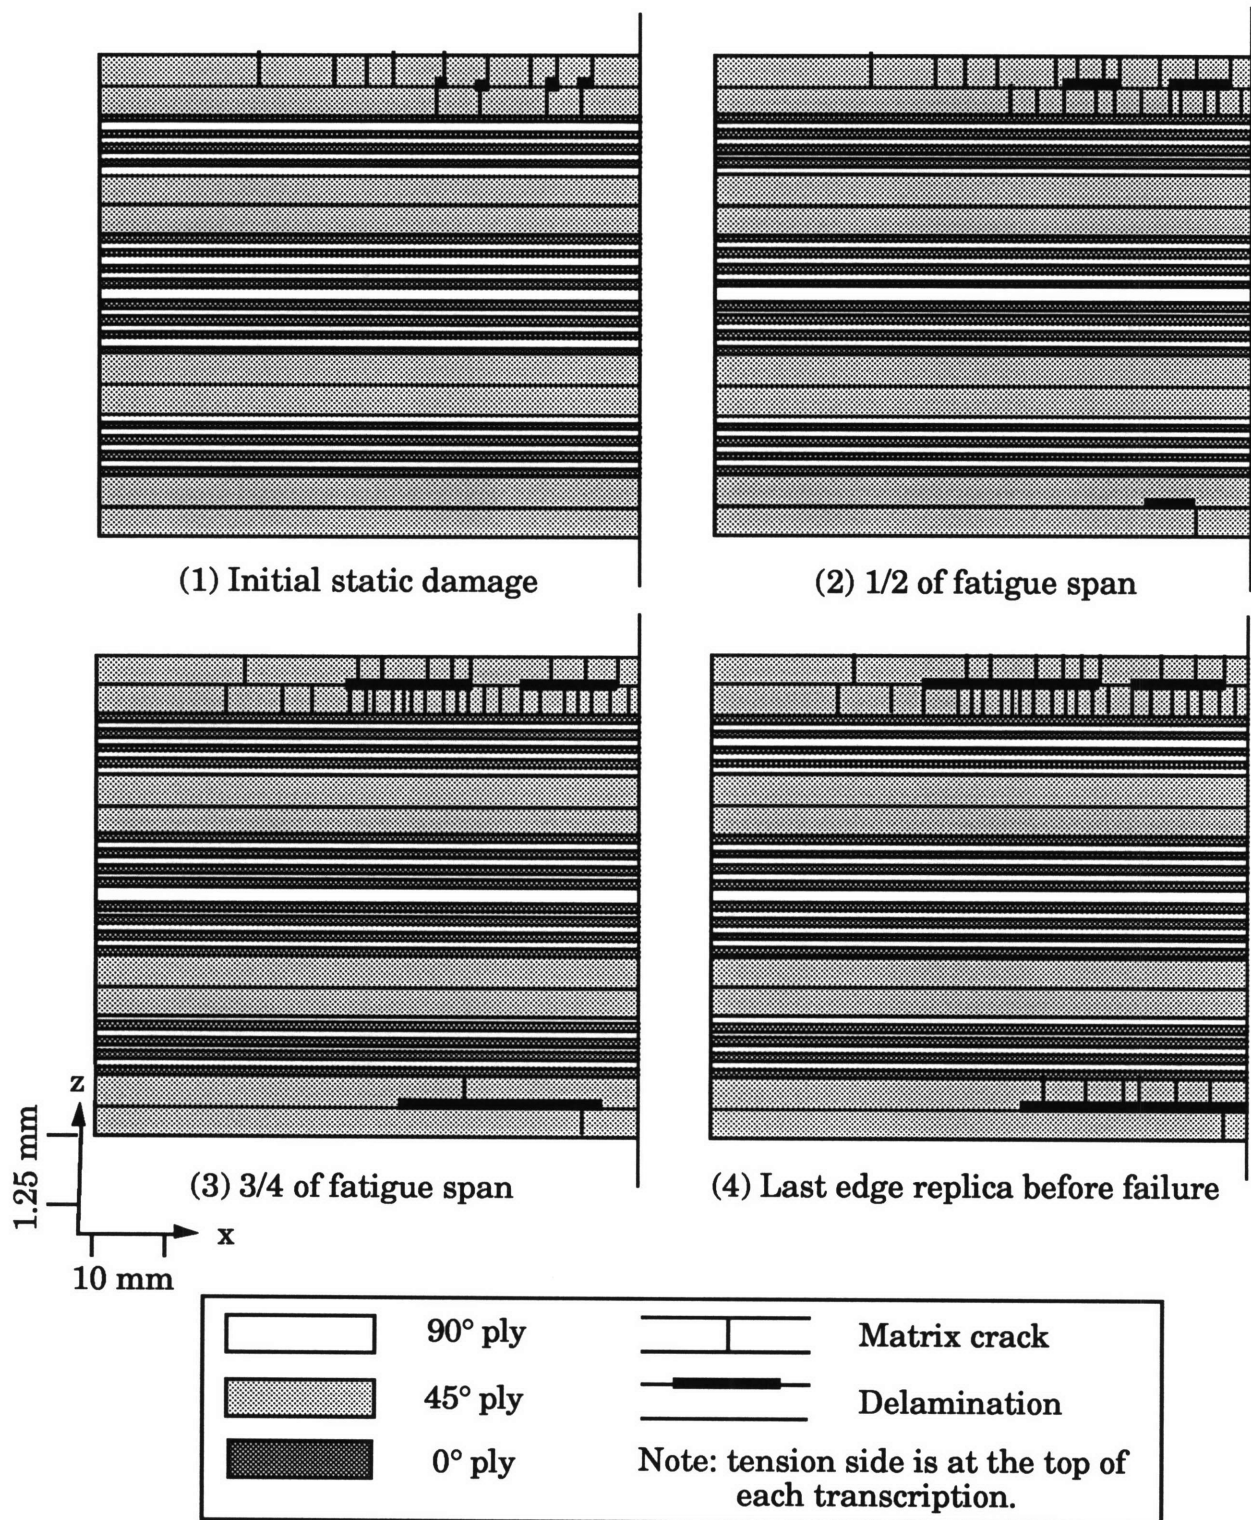 (1) Initial static damage
(2) 1/2 of fatigue span
z
1.25 mm
x
10 mm
(3) 3/4 of fatigue span
(4) Last edge replica before failure
90° ply
Matrix crack
45° ply
Delamination
0° ply
Note: tension side is at the top of
each transcription.